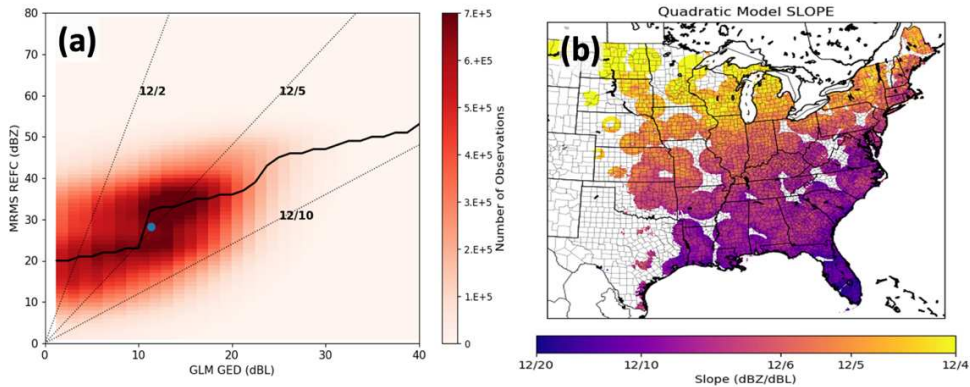 (a)
80
70
60
50
40
30
20
10
0
MRMS REFC (dBZ)
12/2
12/5
12/10
0 10 20 30 40
GLM GED (dBL)
7.E+5
6.E+5
5.E+5
4.E+5
3.E+5
2.E+5
1.E+5
0
Number of Observations
Quadratic Model SLOPE
(b)
12/20 12/10 12/6 12/5 12/4
Slope (dBZ/dBL)